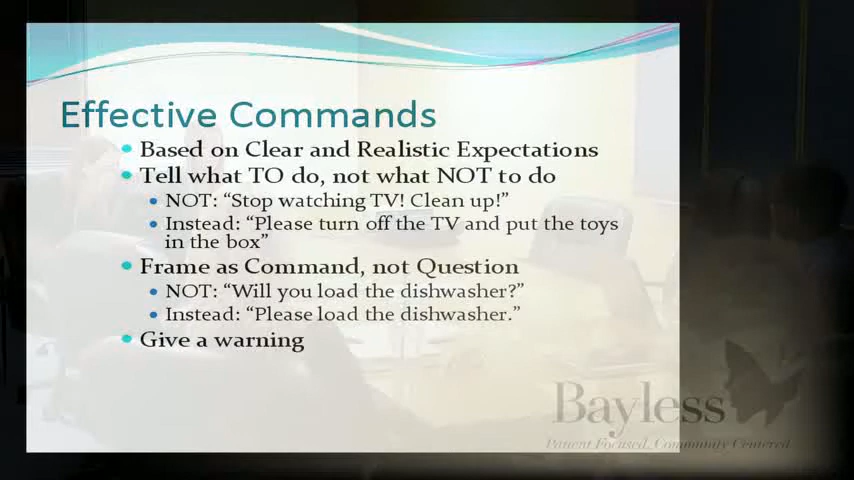 Effective Commands
Based on Clear and Realistic Expectations
Tell what TO do, not what NOT to do
NOT: “Stop watching TV! Clean up!”
Instead: “Please turn off the TV and put the toys
in the box”
Frame as Command, not Question
NOT: “Will you load the dishwasher?”
Instead: “Please load the dishwasher.”
Give a warning
Bayless
Patient Focused, Community Centered